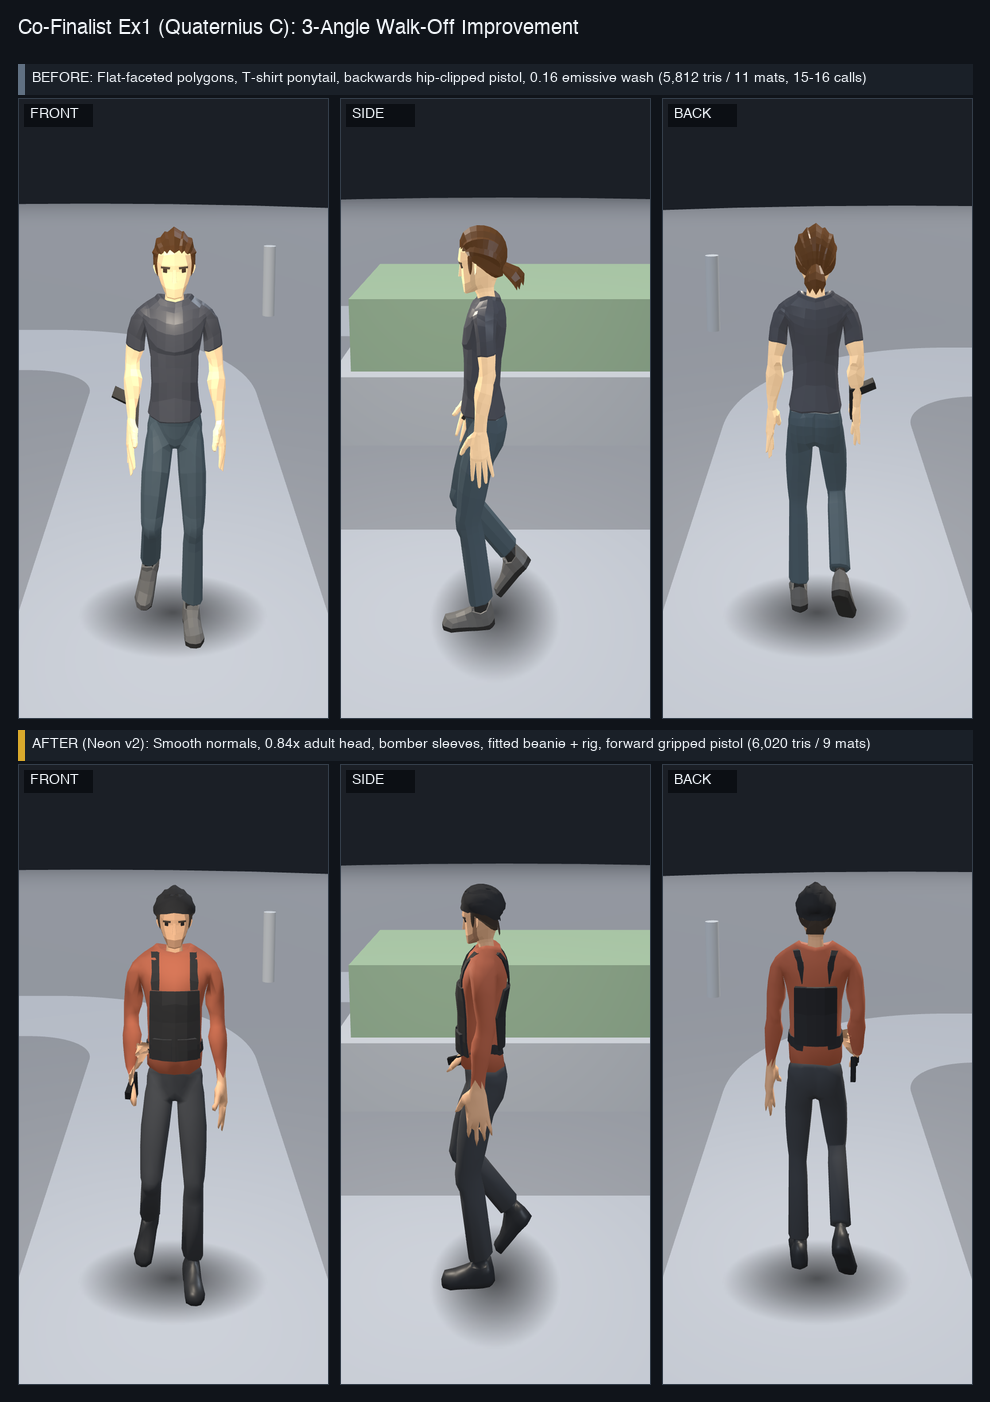 Co-Finalist Ex1 (Quaternius C): 3-Angle Walk-Off Improvement
BEFORE: Flat-faceted polygons, T-shirt ponytail, backwards hip-clipped pistol, 0.16 emissive wash (5,812 tris / 11 mats, 15-16 calls)
FRONT
SIDE
BACK
AFTER (Neon v2): Smooth normals, 0.84x adult head, bomber sleeves, fitted beanie + rig, forward gripped pistol (6,020 tris / 9 mats)
FRONT
SIDE
BACK